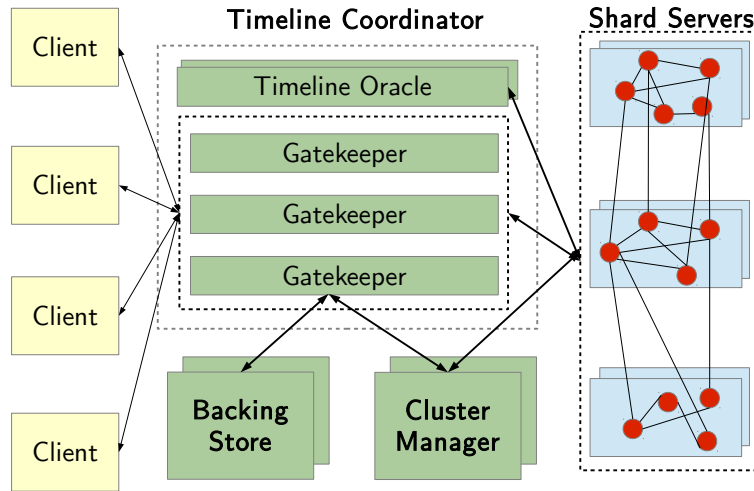 Timeline Coordinator
Shard Servers
Client
Client
Client
Client
Timeline Oracle
Gatekeeper
Gatekeeper
Gatekeeper
Backing
Store
Cluster
Manager